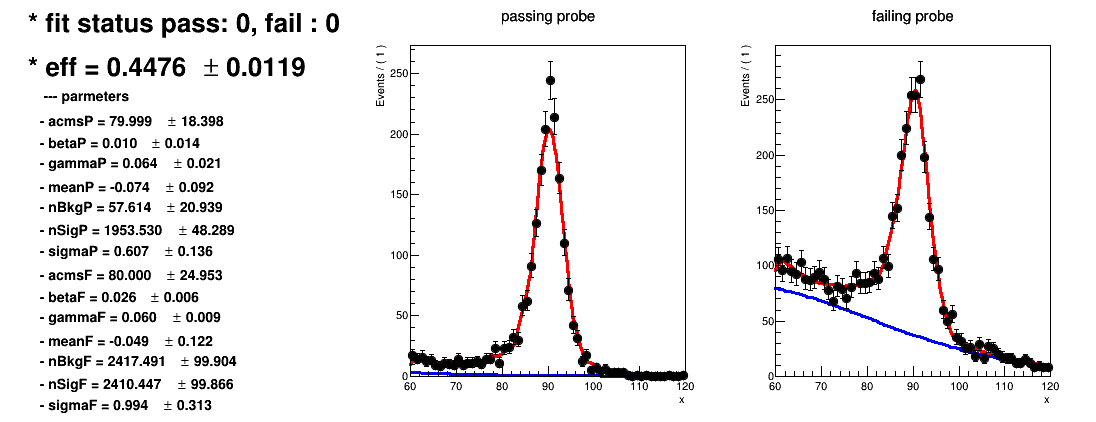 * fit status pass: 0, fail : 0
* eff = 0.4476 ± 0.0119
--- parmeters
- acmsP = 79.999 ± 18.398
- betaP = 0.010 ± 0.014
- gammaP = 0.064 ± 0.021
- meanP = -0.074 ± 0.092
- nBkgP = 57.614 ± 20.939
- nSigP = 1953.530 ± 48.289
- sigmaP = 0.607 ± 0.136
- acmsF = 80.000 ± 24.953
- betaF = 0.026 ± 0.006
- gammaF = 0.060 ± 0.009
- meanF = -0.049 ± 0.122
- nBkgF = 2417.491 ± 99.904
- nSigF = 2410.447 ± 99.866
- sigmaF = 0.994 ± 0.313
passing probe
Events / ( 1 )
250
200
150
100
50
0
60 70 80 90 100 110 120
x
failing probe
Events / ( 1 )
250
200
150
100
50
0
60 70 80 90 100 110 120
x